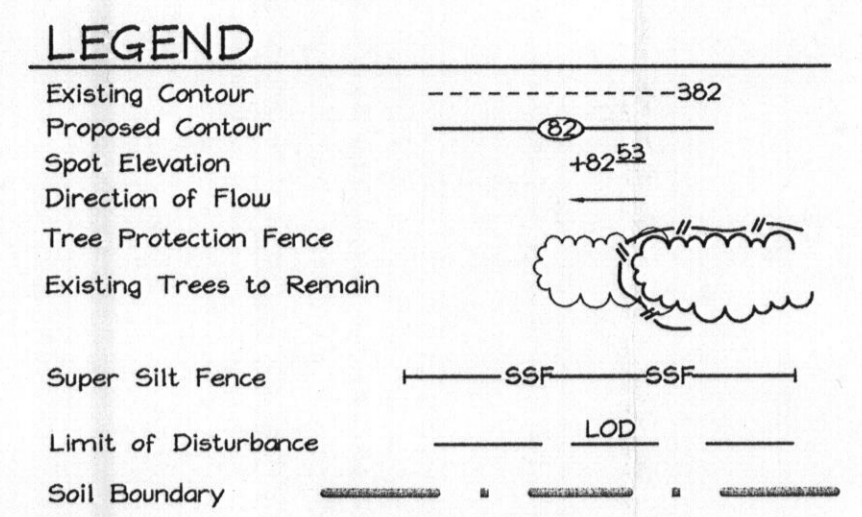 LEGEND
Existing Contour 382
Proposed Contour 82
Spot Elevation +82 53
Direction of Flow
Tree Protection Fence
Existing Trees to Remain
Super Silt Fence SSF SSF
Limit of Disturbance LOD
Soil Boundary